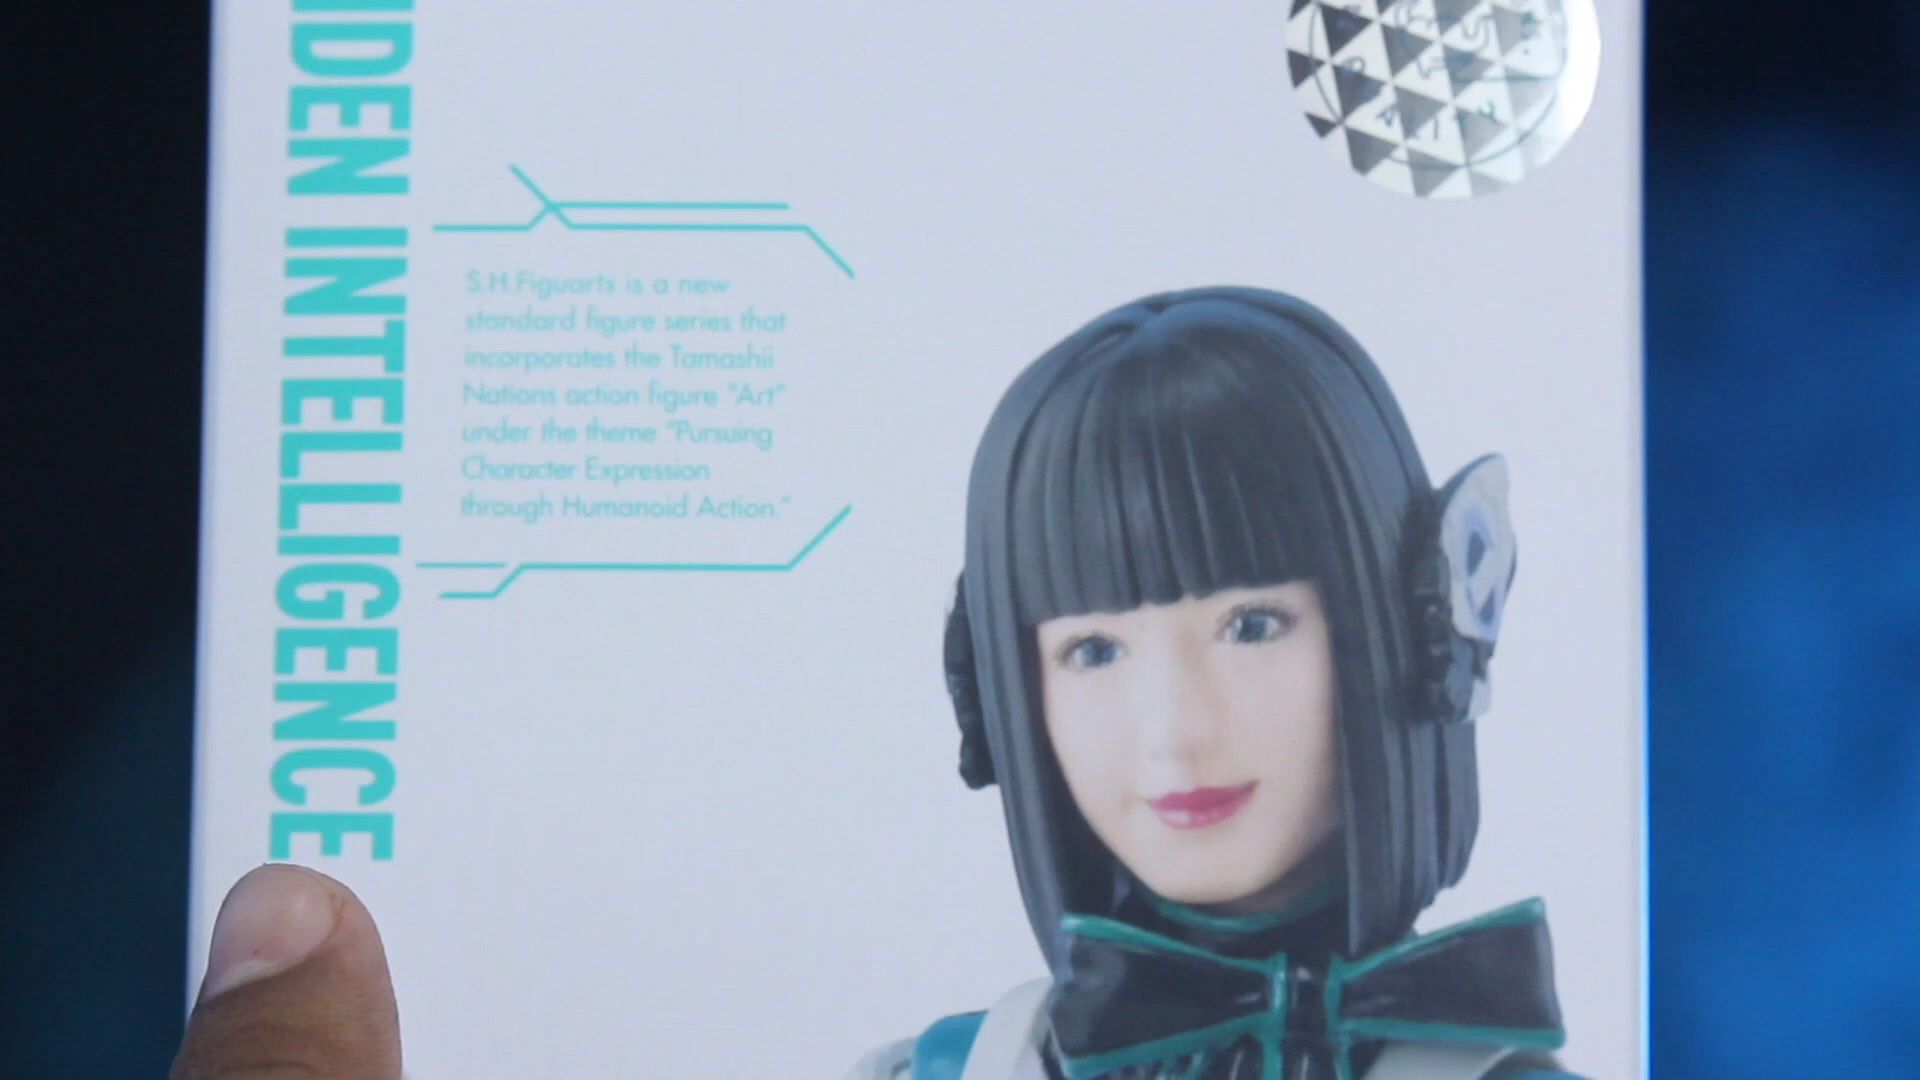 IDEN INTELLIGENCE
S.H.Figuarts is a new
standard figure series that
incorporates the Tamashii
Nations action figure “Art”
under the theme “Pursuing
Character Expression
through Humanoid Action.”